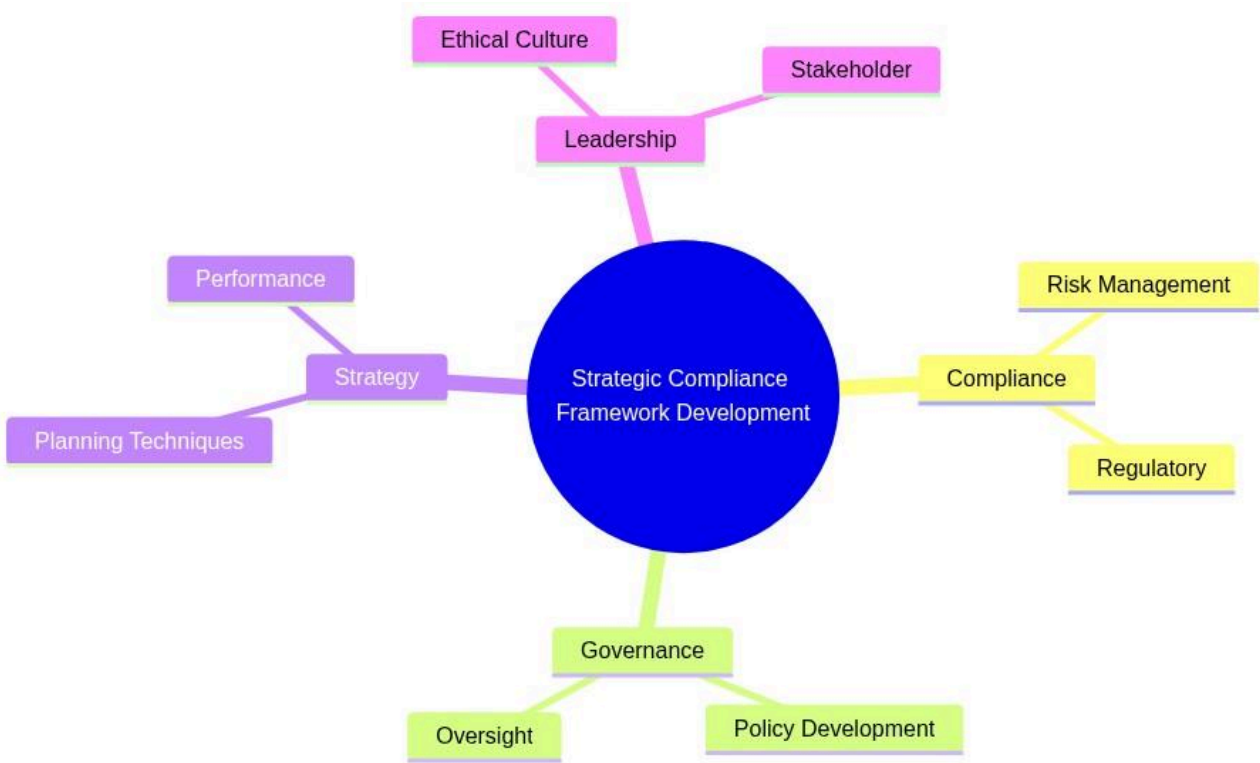 Ethical Culture
Stakeholder
Leadership
Performance
Risk Management
Strategy
Strategic Compliance
Framework Development
Compliance
Planning Techniques
Regulatory
Governance
Oversight
Policy Development